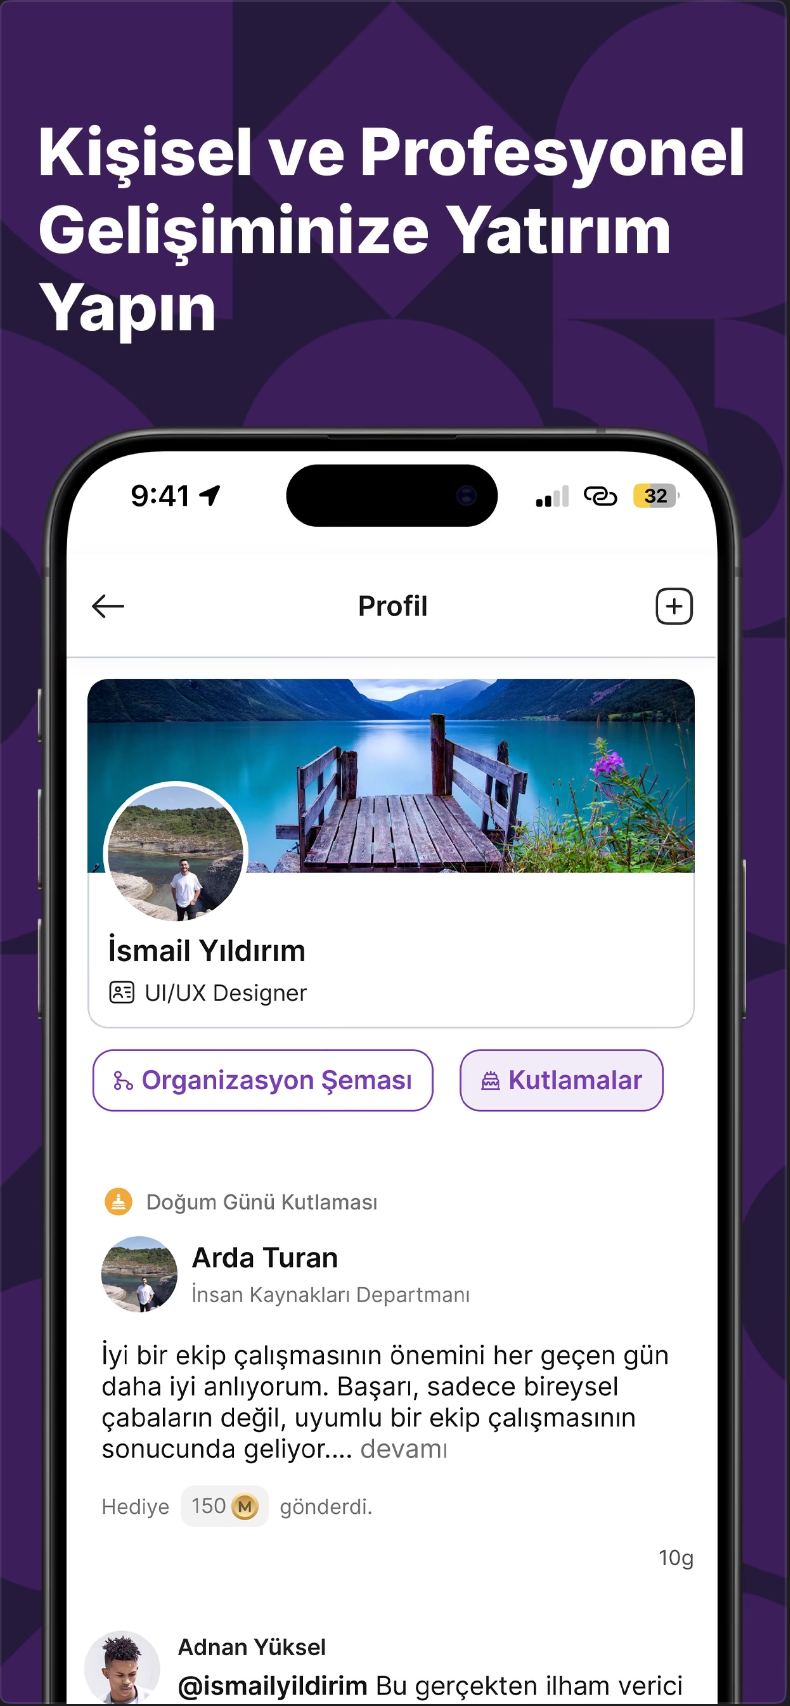 Kişisel ve Profesyonel
Gelişiminize Yatırım
Yapın
9:41
32
Profil
İsmail Yıldırım
UI/UX Designer
Organizasyon Şeması
Kutlamalar
Doğum Günü Kutlaması
Arda Turan
İnsan Kaynakları Departmanı
İyi bir ekip çalışmasının önemini her geçen gün
daha iyi anlıyorum. Başarı, sadece bireysel
çabaların değil, uyumlu bir ekip çalışmasının
sonucunda geliyor.... devamı
Hediye 150 M gönderdi.
10g
Adnan Yüksel
@ismailyildirim Bu gerçekten ilham verici